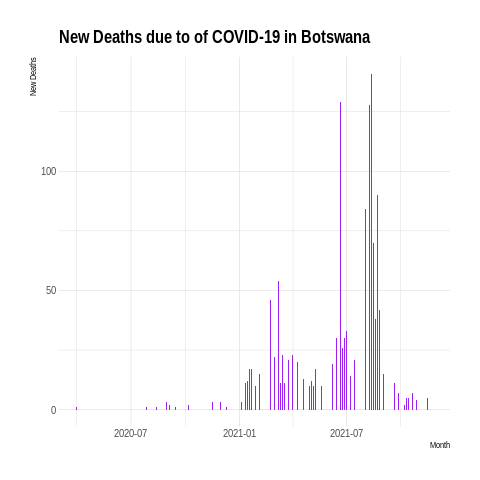 New Deaths due to of COVID-19 in Botswana
New Deaths
100
50
0
2020-07 2021-01 2021-07
Month